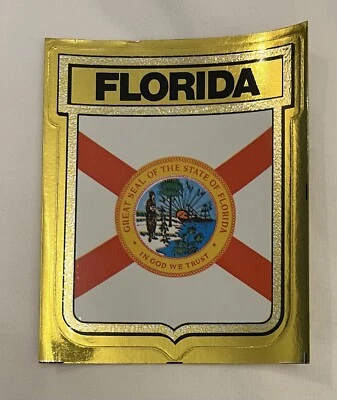 FLORIDA
GREAT SEAL OF THE STATE OF FLORIDA
IN GOD WE TRUST